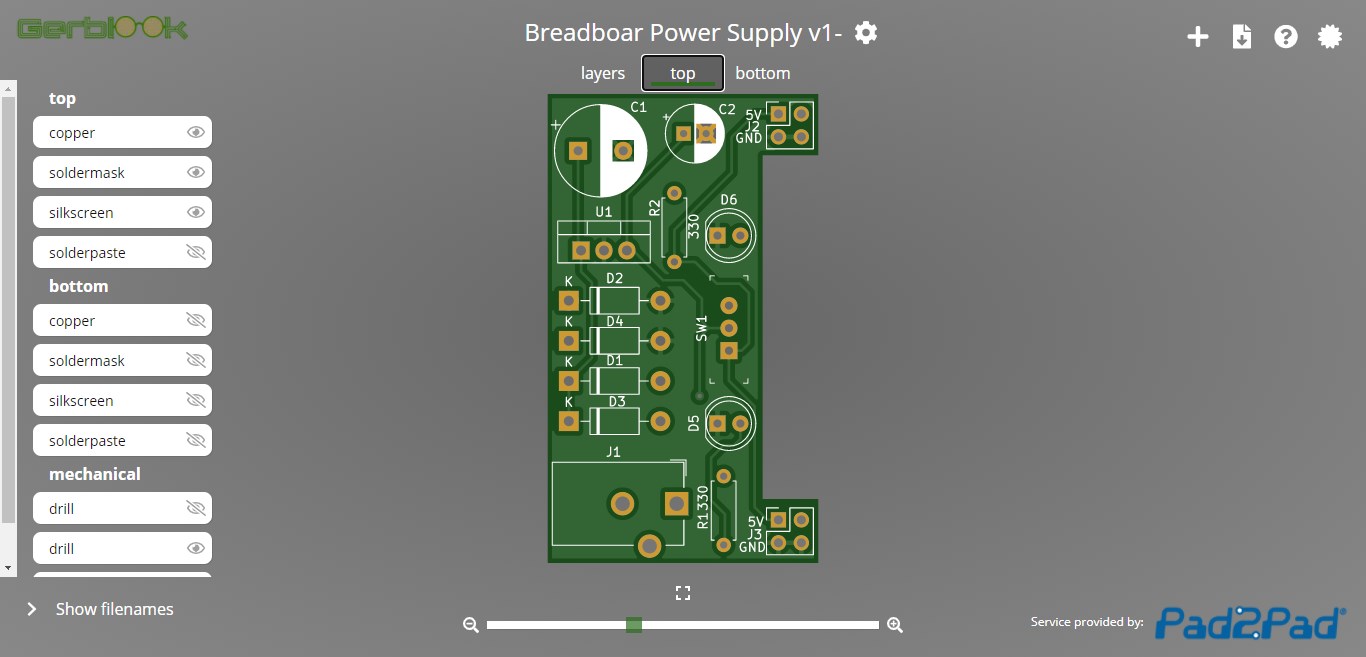 Gerblook
Breadboar Power Supply v1-
layers top bottom
top
copper
soldermask
silkscreen
solderpaste
bottom
copper
soldermask
silkscreen
solderpaste
mechanical
drill
drill
Show filenames
C1
+
C2
+
5V
J2
GND
U1
R2
330
D6
K
D2
K
D4
K
D1
K
D3
SW1
D5
J1
R1
330
5V
J3
GND
Service provided by:
Pad2Pad®